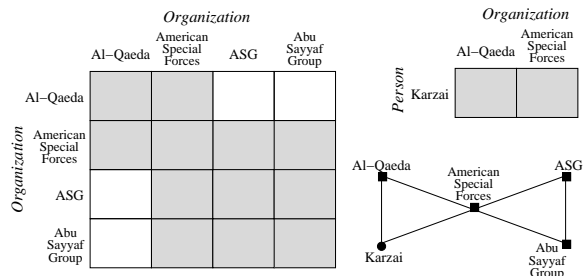 Organization
Al−Qaeda
American
Special
Forces
ASG
Abu
Sayyaf
Group
Organization
Al−Qaeda
American
Special
Forces
ASG
Abu
Sayyaf
Group
Organization
Al−Qaeda
American
Special
Forces
Person
Karzai
Al−Qaeda
American
Special
Forces
ASG
Karzai
Abu
Sayyaf
Group